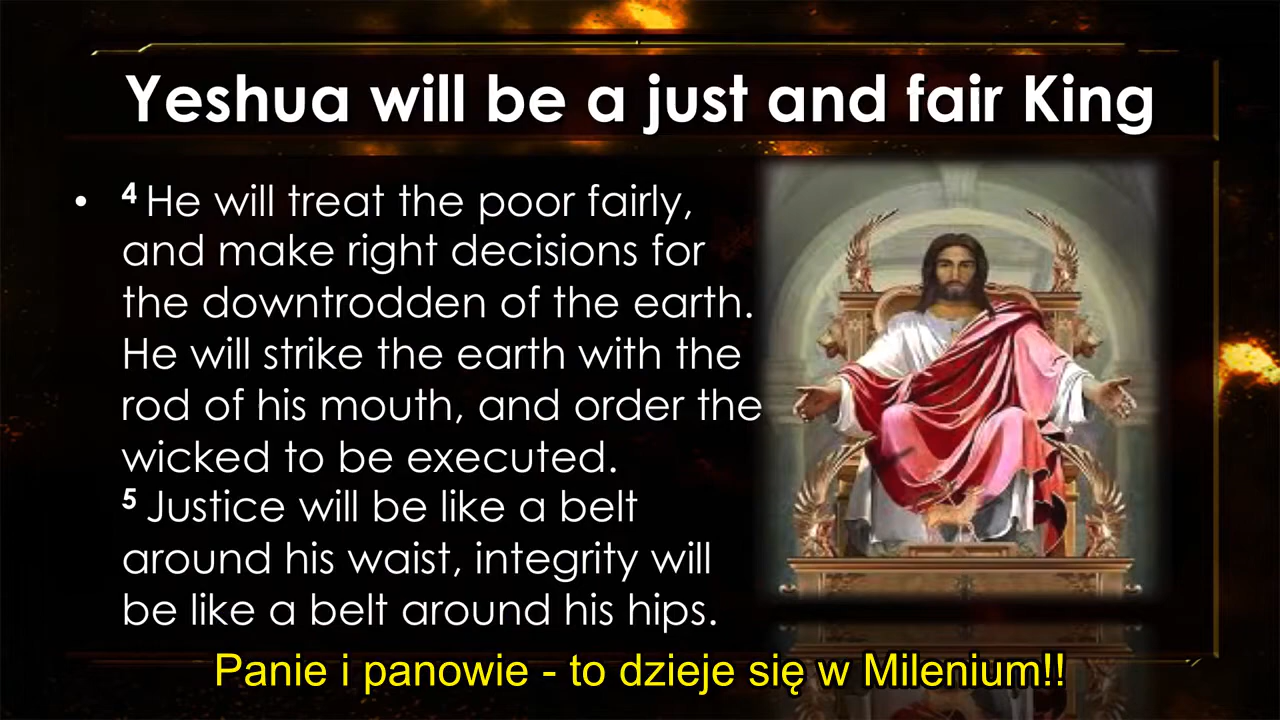 Yeshua will be a just and fair King
• 4 He will treat the poor fairly,
and make right decisions for
the downtrodden of the earth.
He will strike the earth with the
rod of his mouth, and order the
wicked to be executed.
5 Justice will be like a belt
around his waist, integrity will
be like a belt around his hips.
Panie i panowie - to dzieje się w Milenium!!